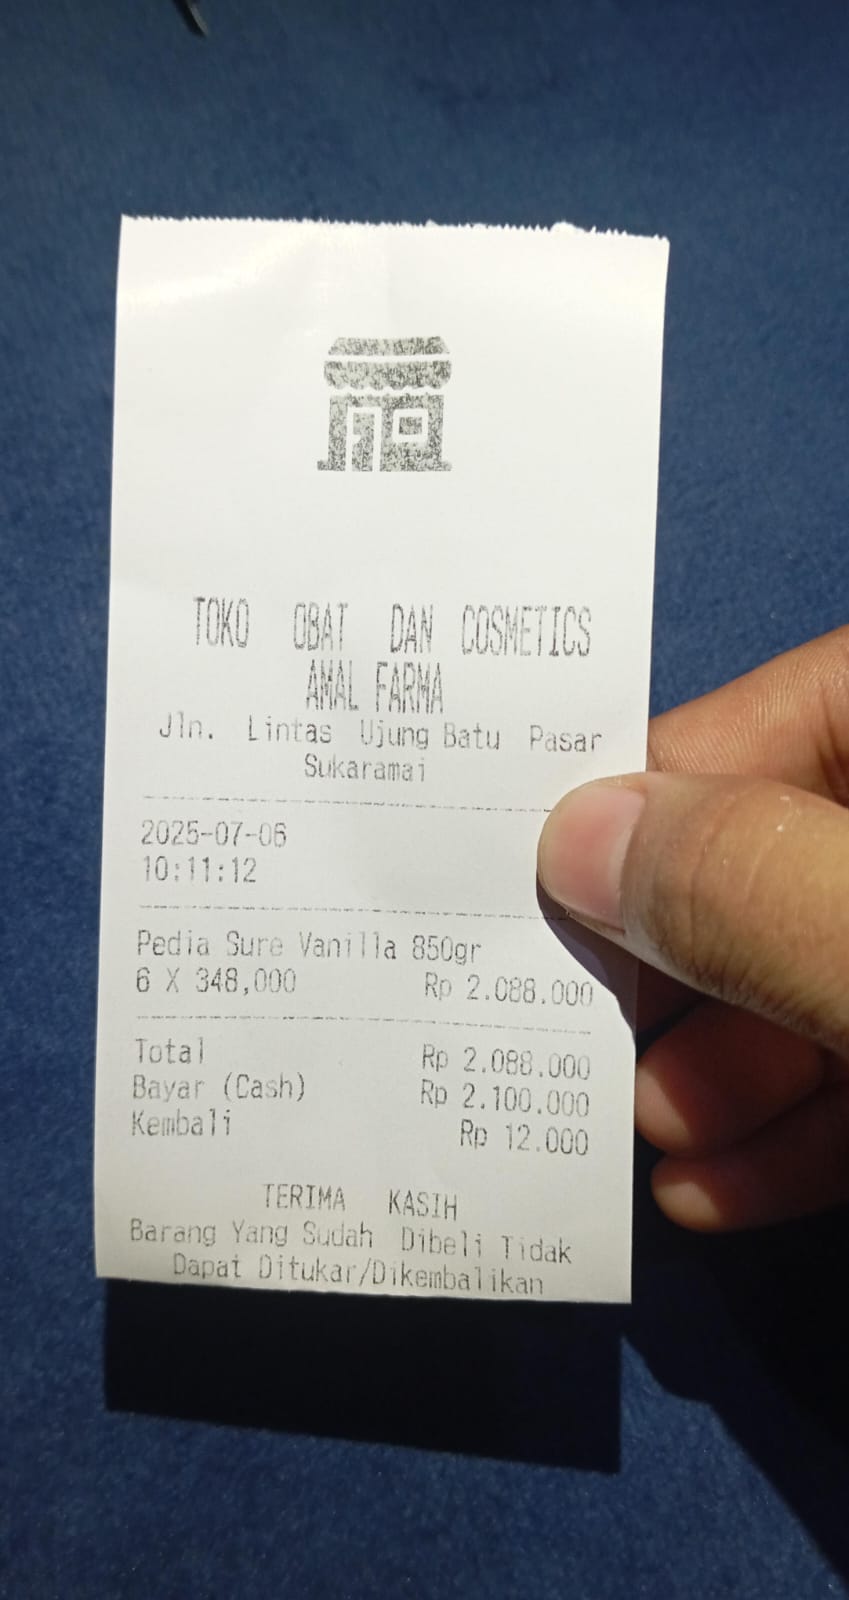 TOKO OBAT DAN COSMETICS
AMAL FARMA
Jln. Lintas Ujung Batu Pasar
Sukaramai
2025-07-06
10:11:12
Pedia Sure Vanilla 850gr
6 X 348,000 Rp 2.088.000
Total Rp 2.088.000
Bayar (Cash) Rp 2.100.000
Kembali Rp 12.000
TERIMA KASIH
Barang Yang Sudah Dibeli Tidak
Dapat Ditukar/Dikembalikan